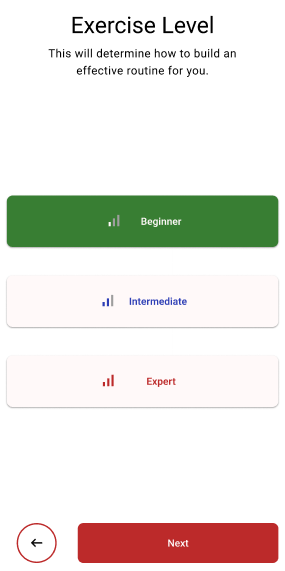 Exercise Level
This will determine how to build an
effective routine for you.
Beginner
Intermediate
Expert
Next